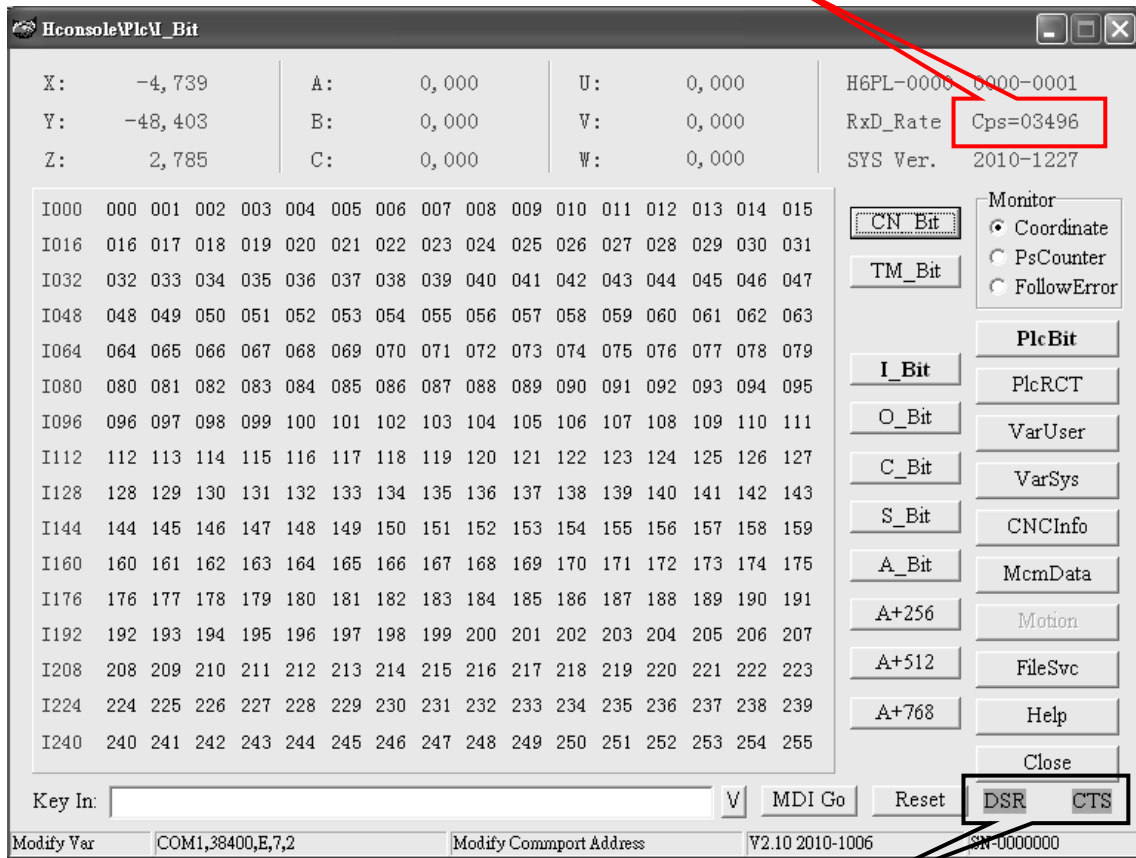 Hconsole\Plc\I_Bit
X: -4,739 A: 0,000 U: 0,000 H6PL-0000 0000-0001
Y: -48,403 B: 0,000 V: 0,000 RxD_Rate Cps=03496
Z: 2,785 C: 0,000 W: 0,000 SYS Ver. 2010-1227
I000 000 001 002 003 004 005 006 007 008 009 010 011 012 013 014 015
I016 016 017 018 019 020 021 022 023 024 025 026 027 028 029 030 031
I032 032 033 034 035 036 037 038 039 040 041 042 043 044 045 046 047
I048 048 049 050 051 052 053 054 055 056 057 058 059 060 061 062 063
I064 064 065 066 067 068 069 070 071 072 073 074 075 076 077 078 079
I080 080 081 082 083 084 085 086 087 088 089 090 091 092 093 094 095
I096 096 097 098 099 100 101 102 103 104 105 106 107 108 109 110 111
I112 112 113 114 115 116 117 118 119 120 121 122 123 124 125 126 127
I128 128 129 130 131 132 133 134 135 136 137 138 139 140 141 142 143
I144 144 145 146 147 148 149 150 151 152 153 154 155 156 157 158 159
I160 160 161 162 163 164 165 166 167 168 169 170 171 172 173 174 175
I176 176 177 178 179 180 181 182 183 184 185 186 187 188 189 190 191
I192 192 193 194 195 196 197 198 199 200 201 202 203 204 205 206 207
I208 208 209 210 211 212 213 214 215 216 217 218 219 220 221 222 223
I224 224 225 226 227 228 229 230 231 232 233 234 235 236 237 238 239
I240 240 241 242 243 244 245 246 247 248 249 250 251 252 253 254 255
CN_Bit
TM_Bit
I_Bit
O_Bit
C_Bit
S_Bit
A_Bit
A+256
A+512
A+768
Monitor
Coordinate
PsCounter
FollowError
PlcBit
PlcRCT
VarUser
VarSys
CNCInfo
McmData
Motion
FileSvc
Help
Close
Key In: V MDI Go Reset DSR CTS
Modify Var COM1,38400,E,7,2 Modify Commport Address V2.10 2010-1006 SN-0000000